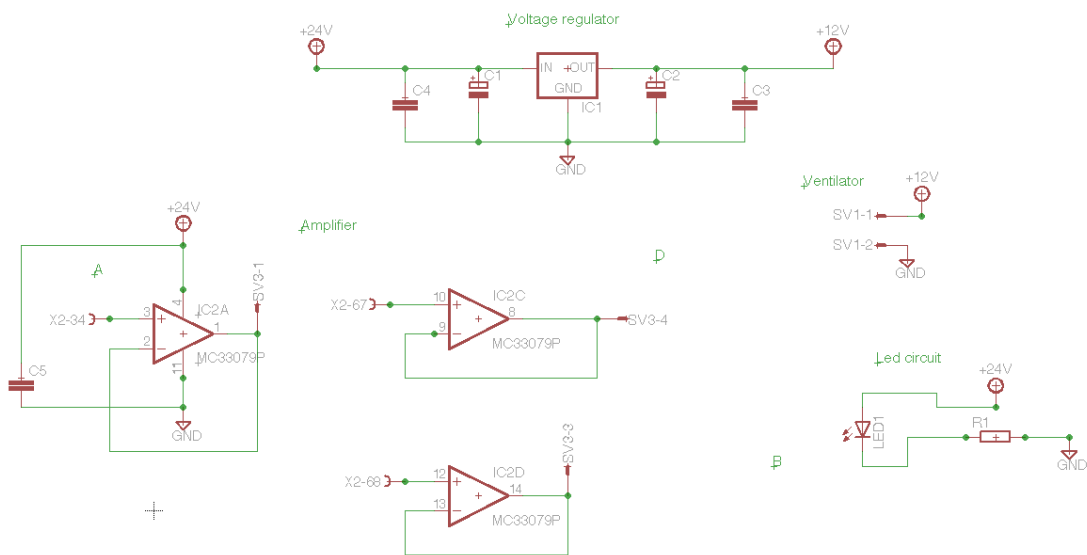 Voltage regulator
+24V
+12V
C4
C1
IN
+OUT
GND
IC1
C2
C3
GND
Ventilator
+12V
SV1-1
SV1-2
GND
Amplifier
+24V
A
SV3-1
X2-34
3
2
4
11
1
IC2A
MC33079P
C5
GND
D
X2-67
10
9
8
IC2C
MC33079P
SV3-4
Led circuit
+24V
LED1
R1
GND
B
X2-68
12
13
14
IC2D
MC33079P
SV3-3